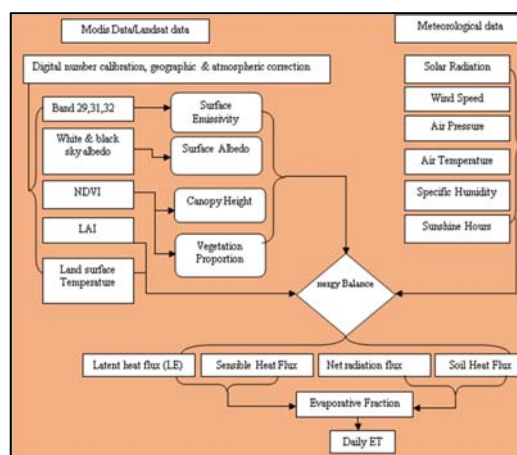 Modis Data/Landsat data
Meteorological data
Digital number calibration, geographic & atmospheric correction
Band 29,31,32
White & black
sky albedo
NDVI
LAI
Land surface
Temperature
Surface
Emissivity
Surface Albedo
Canopy Height
Vegetation
Proportion
Solar Radiation
Wind Speed
Air Pressure
Air Temperature
Specific Humidity
Sunshine Hours
nergy Balance
Latent heat flux (LE)
Sensible Heat Flux
Net radiation flux
Soil Heat Flux
Evaporative Fraction
Daily ET